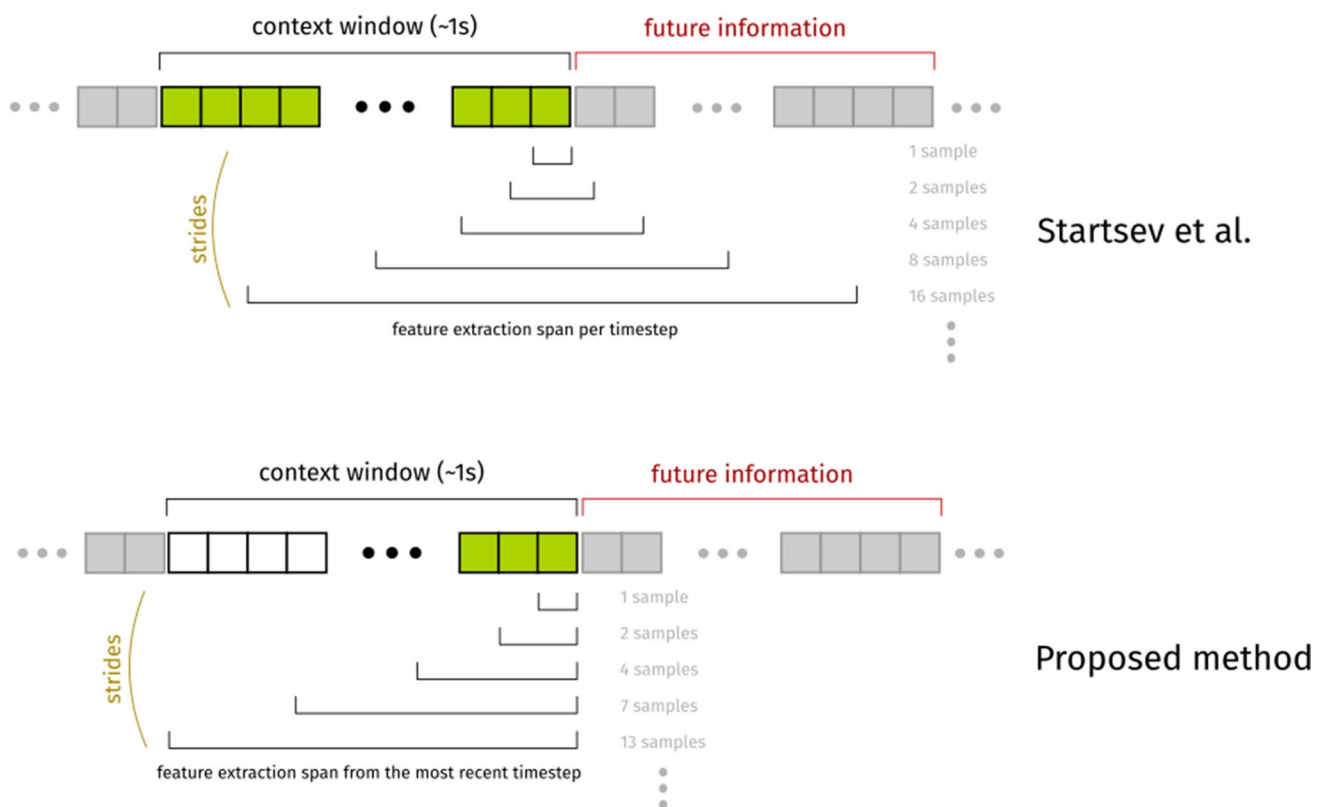 context window (~1s)
future information
1 sample
2 samples
4 samples
8 samples
16 samples
strides
Startsev et al.
feature extraction span per timestep
context window (~1s)
future information
1 sample
2 samples
4 samples
7 samples
13 samples
strides
Proposed method
feature extraction span from the most recent timestep